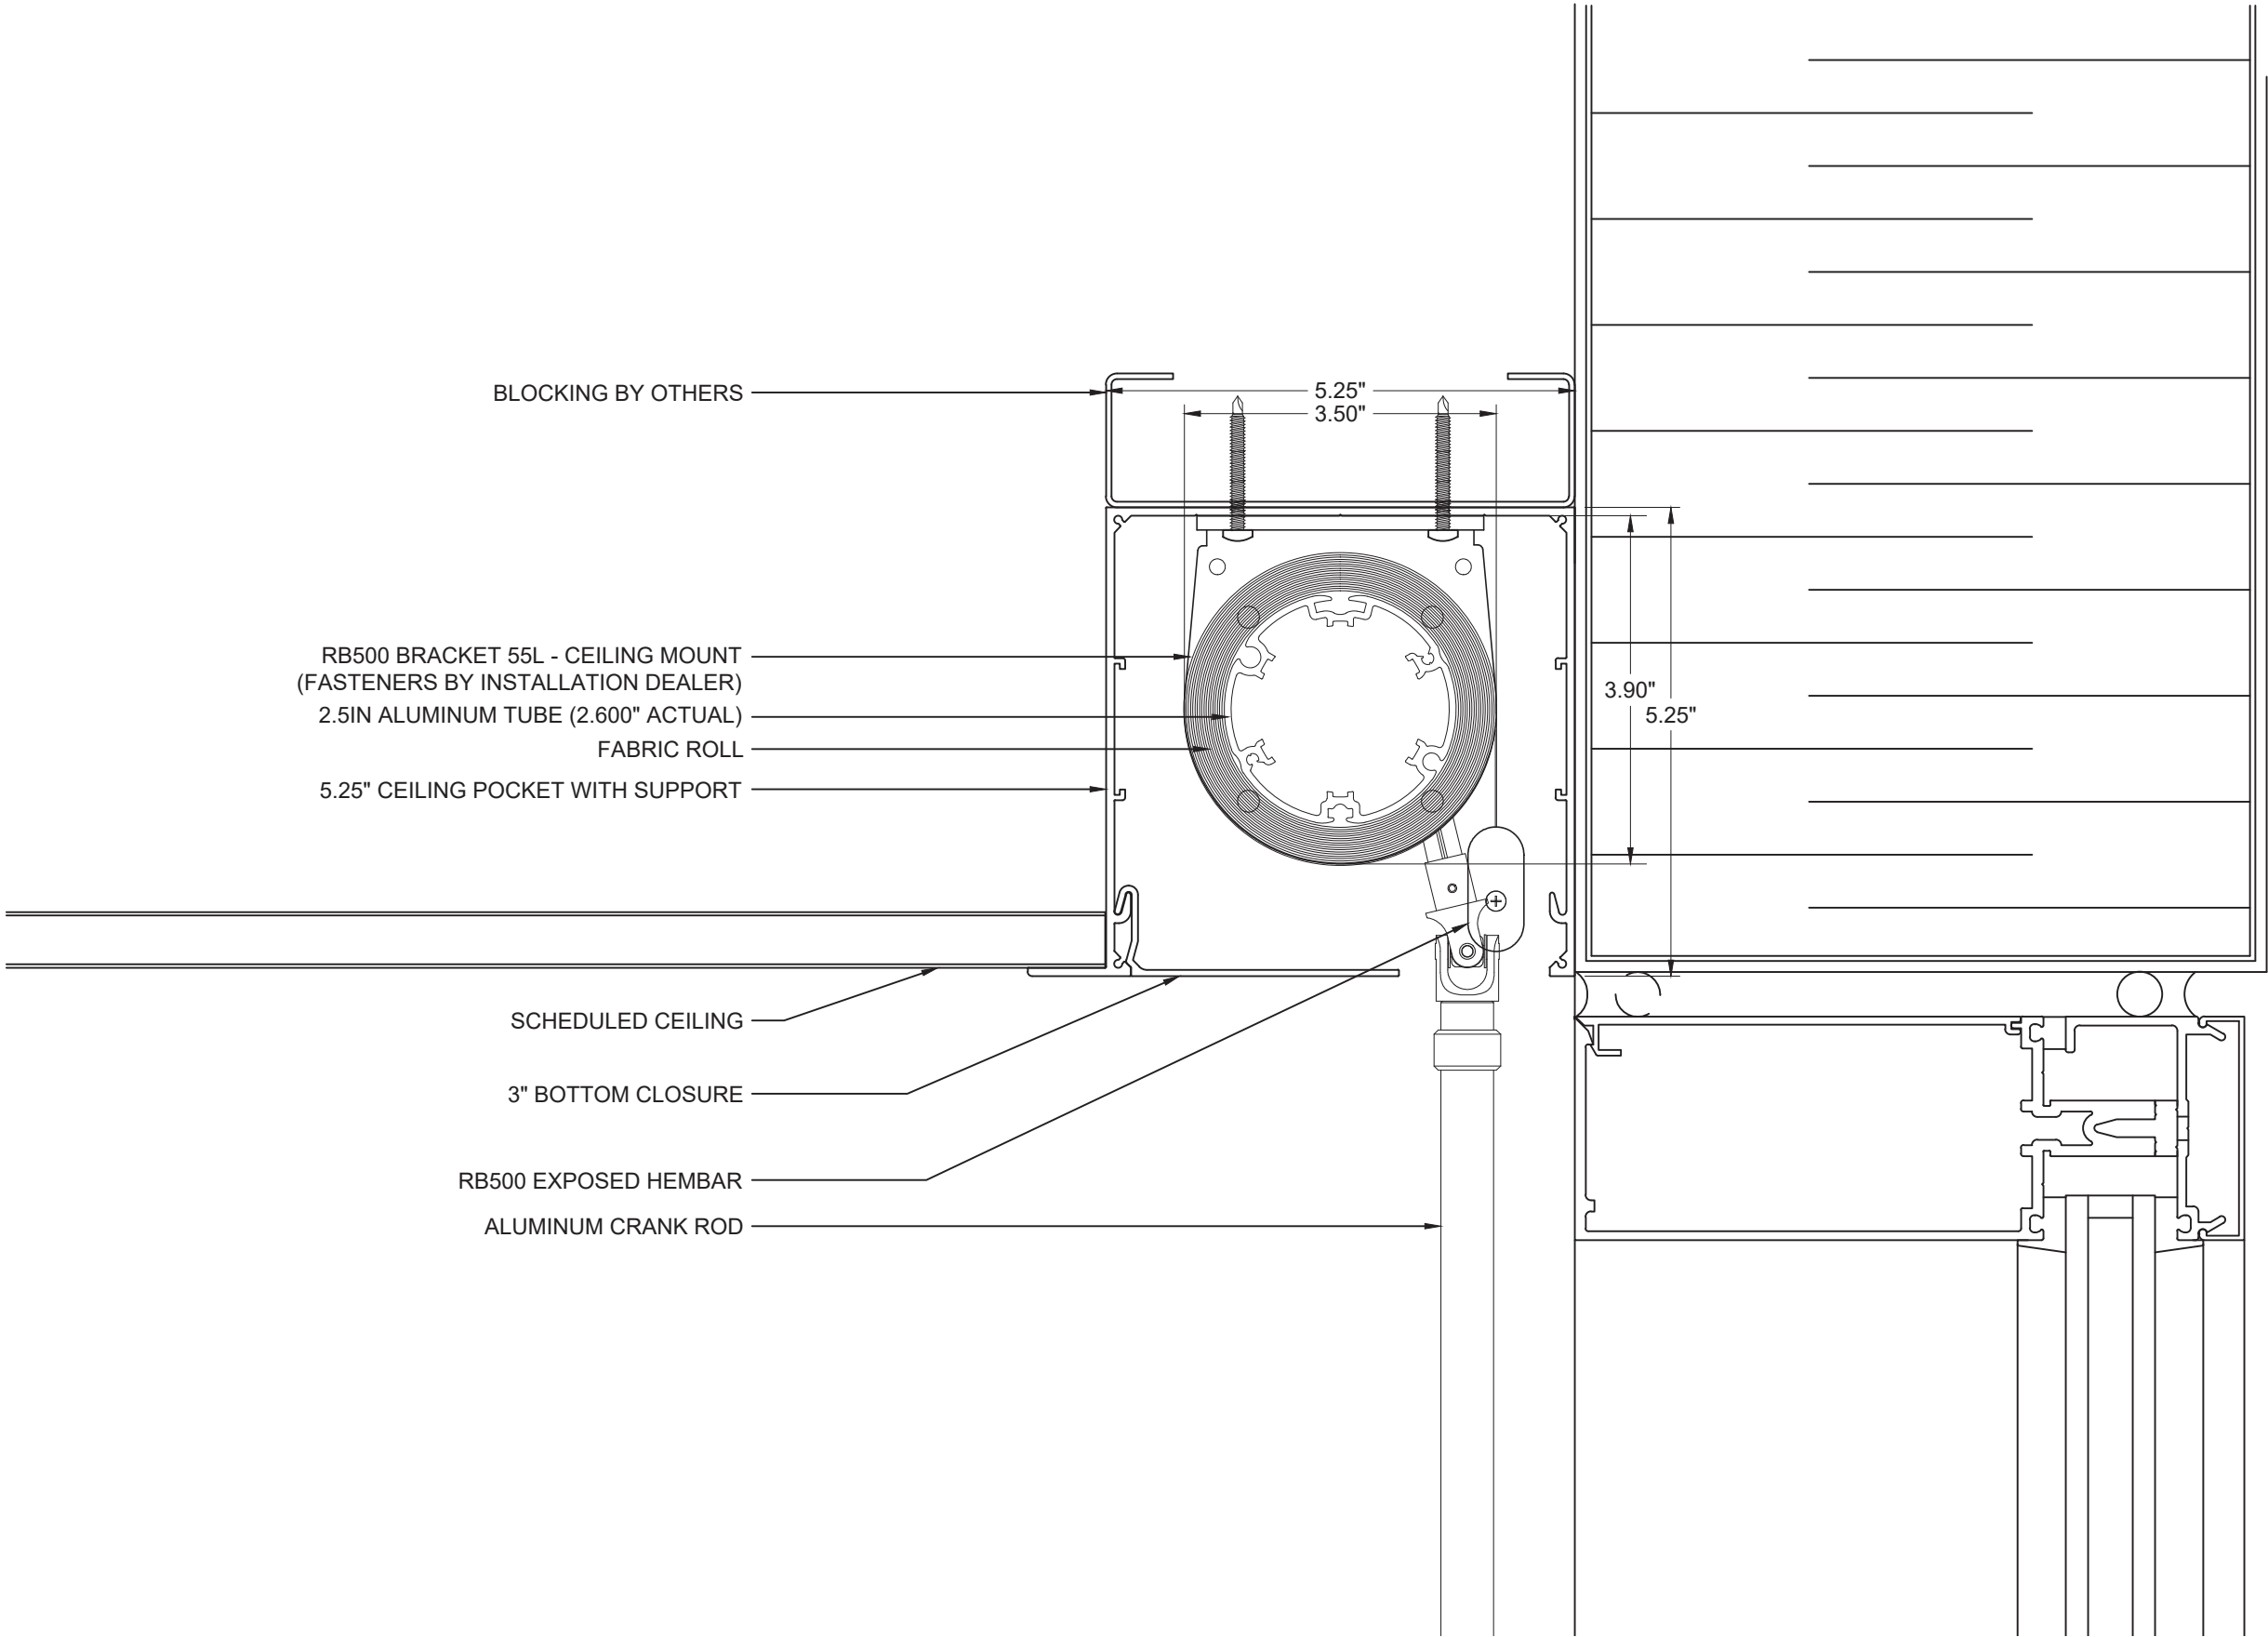 BLOCKING BY OTHERS
5.25"
3.50"
RB500 BRACKET 55L - CEILING MOUNT
(FASTENERS BY INSTALLATION DEALER)
2.5IN ALUMINUM TUBE (2.600" ACTUAL)
FABRIC ROLL
5.25" CEILING POCKET WITH SUPPORT
3.90"
5.25"
SCHEDULED CEILING
3" BOTTOM CLOSURE
RB500 EXPOSED HEMBAR
ALUMINUM CRANK ROD